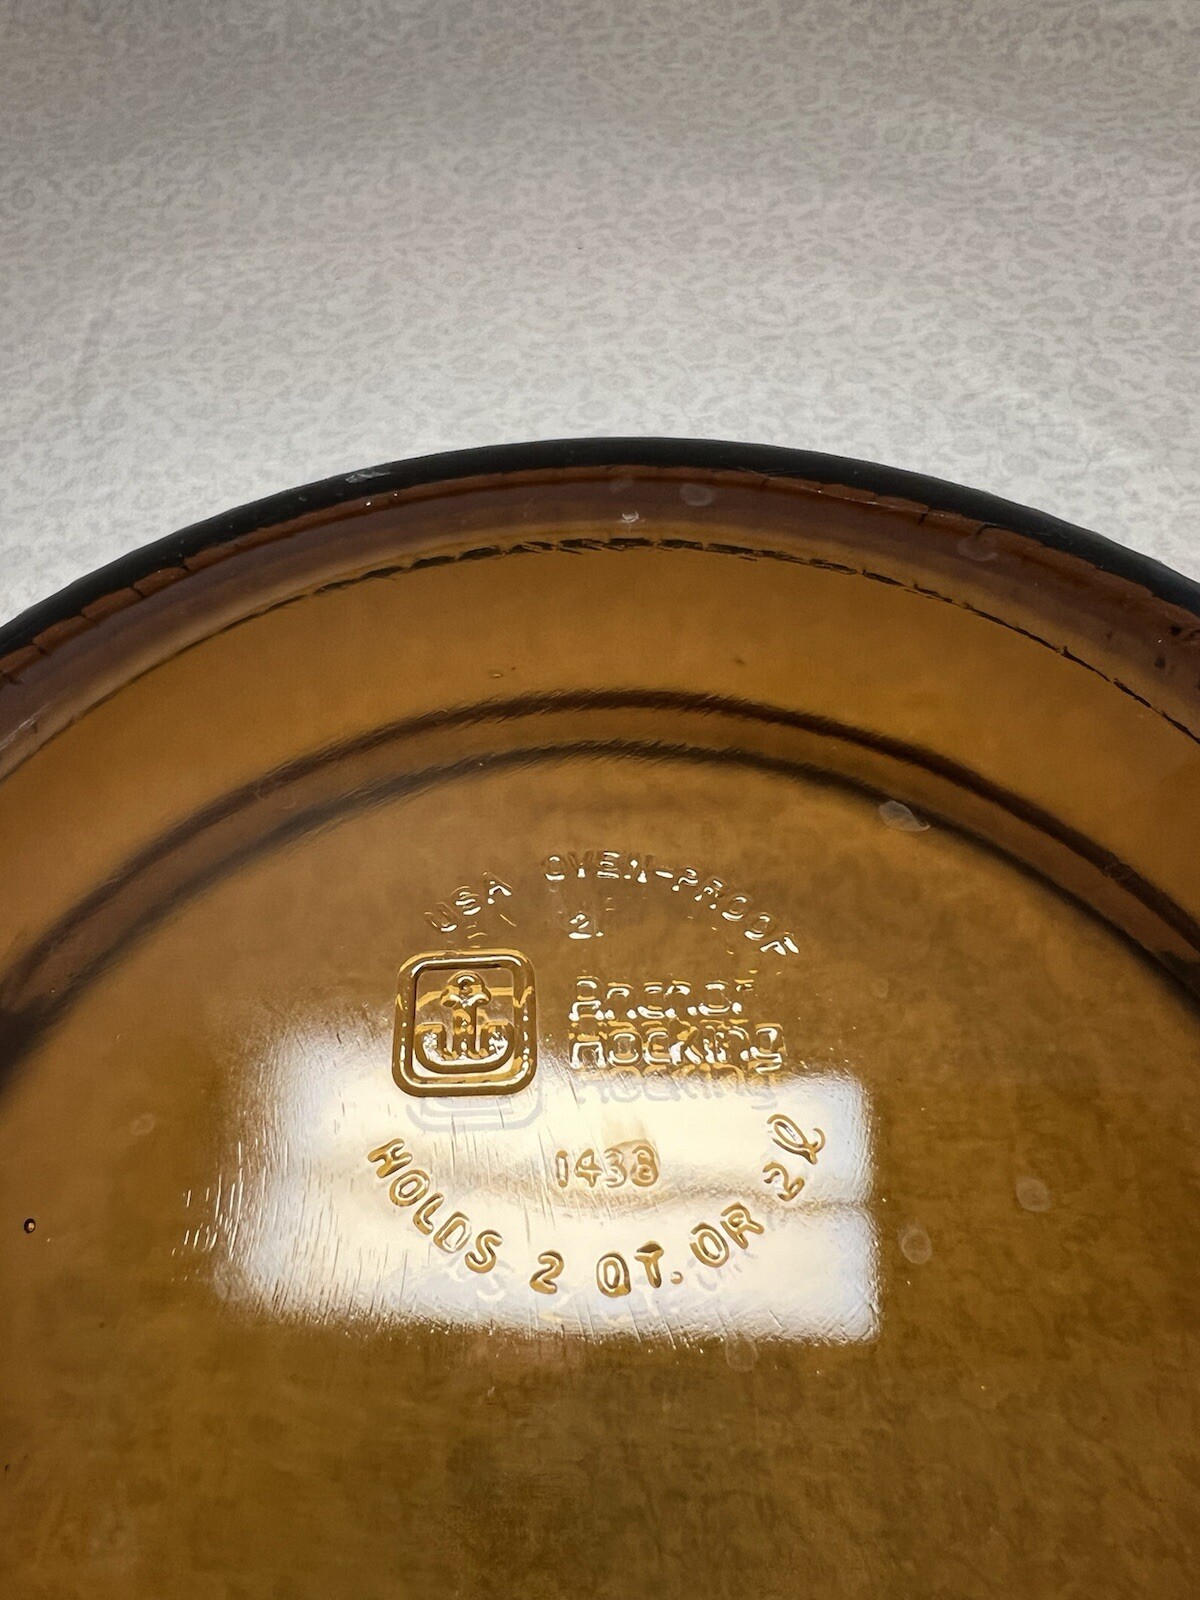 USA OVEN-PROOF
2
Anchor
HOCKING
1438
HOLDS 2 QT. OR 2 ℓ